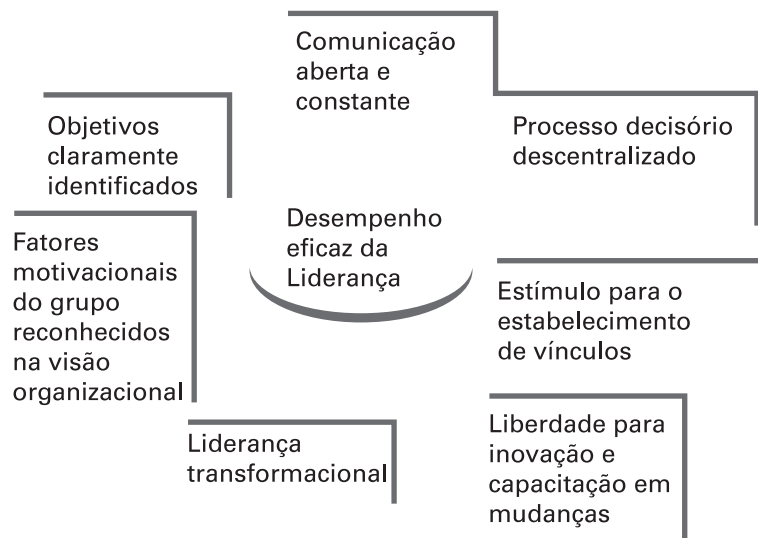 Comunicação
aberta e
constante
Processo decisório
descentralizado
Objetivos
claramente
identificados
Desempenho
eficaz da
Liderança
Fatores
motivacionais
do grupo
reconhecidos
na visão
organizacional
Estímulo para o
estabelecimento
de vínculos
Liderança
transformacional
Liberdade para
inovação e
capacitação em
mudanças